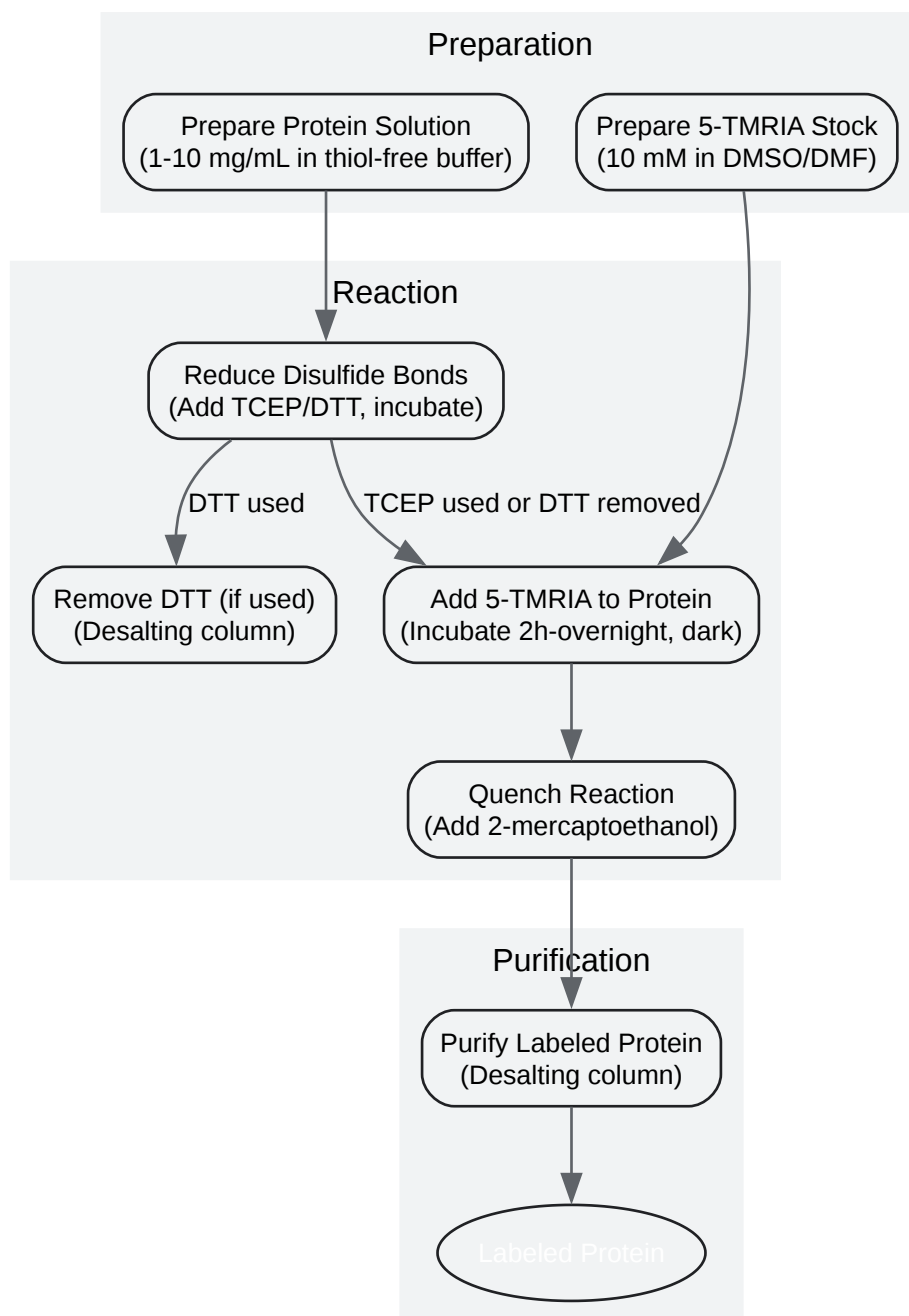 Preparation
Prepare Protein Solution
(1-10 mg/mL in thiol-free buffer)
Prepare 5-TMRIA Stock
(10 mM in DMSO/DMF)
Reaction
Reduce Disulfide Bonds
(Add TCEP/DTT, incubate)
DTT used
TCEP used or DTT removed
Remove DTT (if used)
(Desalting column)
Add 5-TMRIA to Protein
(Incubate 2h-overnight, dark)
Quench Reaction
(Add 2-mercaptoethanol)
Purification
Purify Labeled Protein
(Desalting column)
Labeled Protein